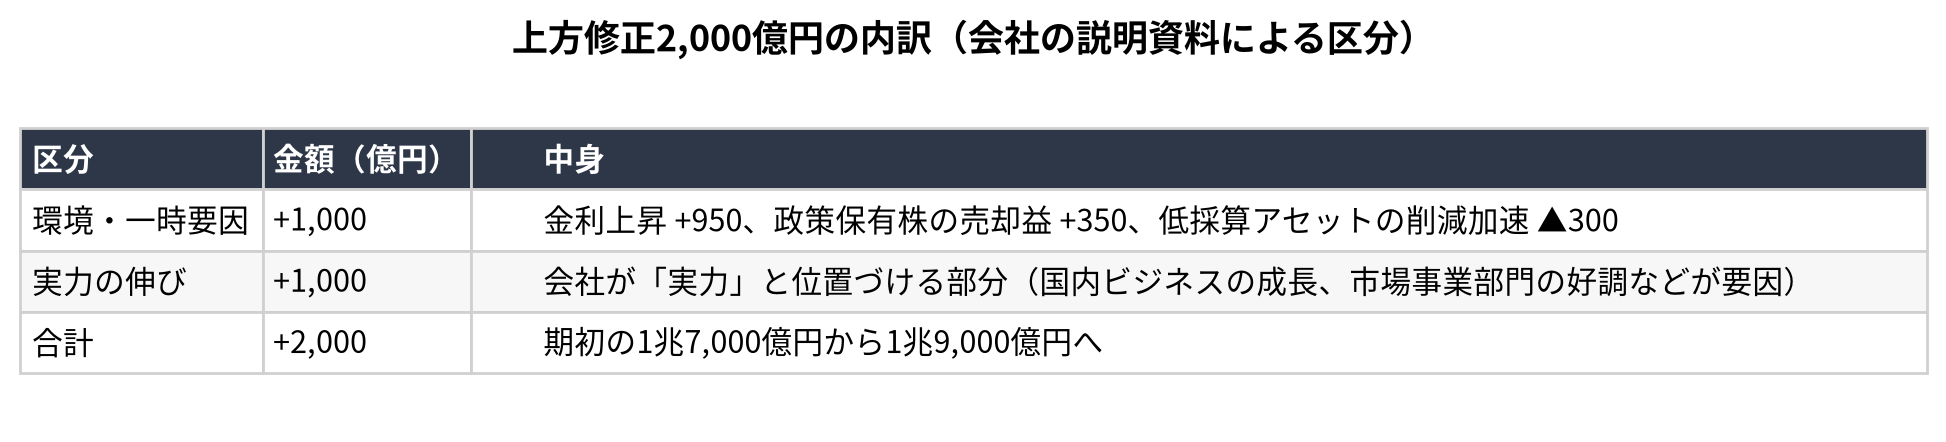 上方修正2,000億円の内訳（会社の説明資料による区分）
区分 金額（億円） 中身
環境・一時要因 +1,000 金利上昇 +950、政策保有株の売却益 +350、低採算アセットの削減加速 ▲300
実力の伸び +1,000 会社が「実力」と位置づける部分（国内ビジネスの成長、市場事業部門の好調などが要因）
合計 +2,000 期初の1兆7,000億円から1兆9,000億円へ